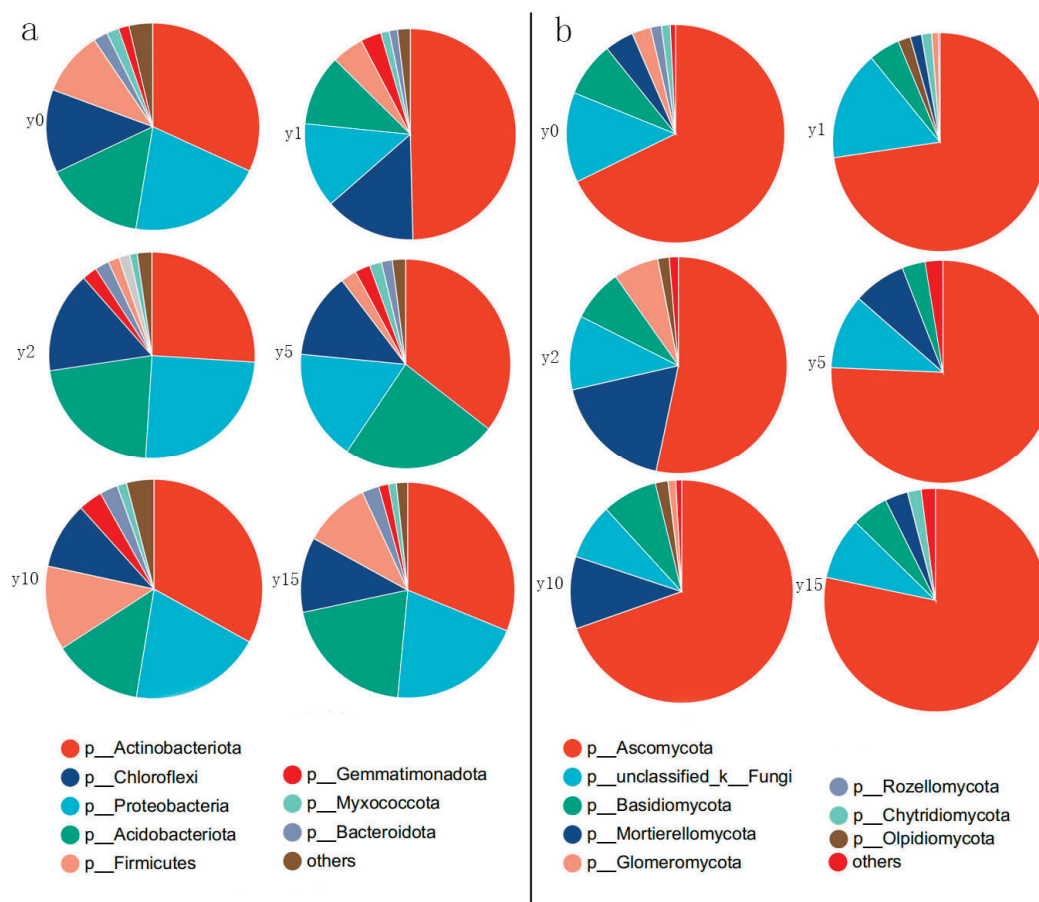 a
y0
y1
y2
y5
y10
y15
p__Actinobacteriota
p__Chloroflexi
p__Proteobacteria
p__Acidobacteriota
p__Firmicutes
p__Gemmatimonadota
p__Myxococcota
p__Bacteroidota
others
b
y0
y1
y2
y5
y10
y15
p__Ascomycota
p__unclassified_k__Fungi
p__Basidiomycota
p__Mortierellomycota
p__Glomeromycota
p__Rozellomycota
p__Chytridiomycota
p__Olpidiomycota
others